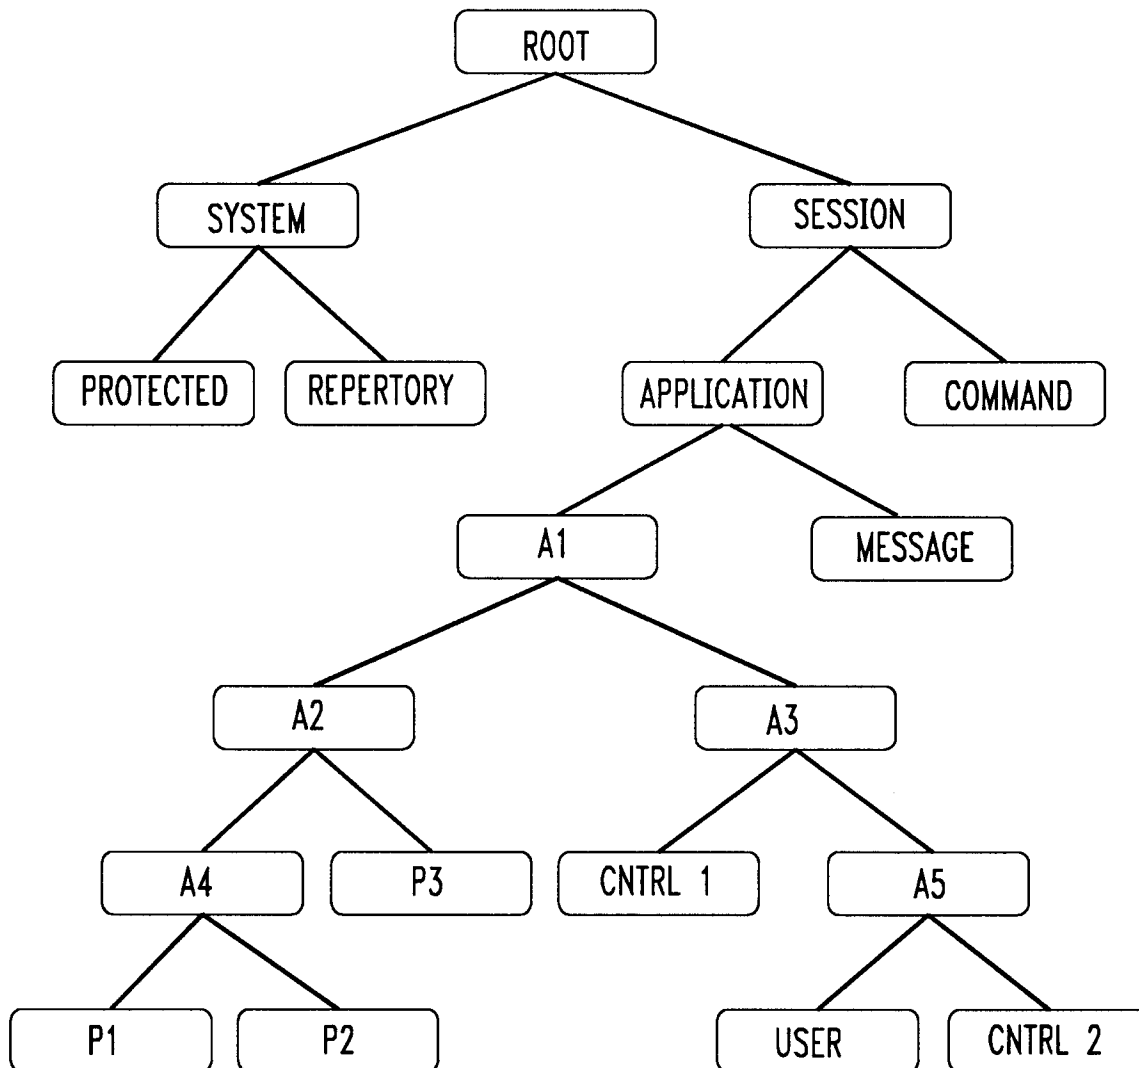 ROOT
SYSTEM
SESSION
PROTECTED
REPERTORY
APPLICATION
COMMAND
A1
MESSAGE
A2
A3
A4
P3
CNTRL 1
A5
P1
P2
USER
CNTRL 2